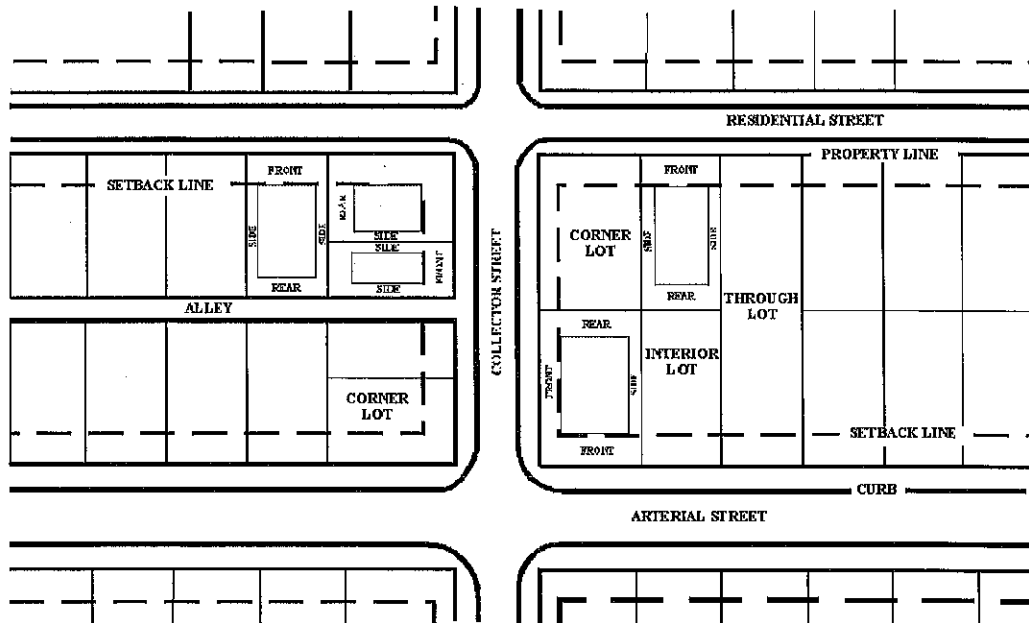 RESIDENTIAL STREET
PROPERTY LINE
FRONT
SETBACK LINE
REAR
SIDE
SIDE
SIDE
SIDE
FRONT
SIDE
REAR
ALLEY
COLLECTOR STREET
CORNER
LOT
FRONT
CORNER
LOT
SIDE
SIDE
REAR
THROUGH
LOT
REAR
INTERIOR
LOT
FRONT
SIDE
FRONT
SETBACK LINE
CURB
ARTERIAL STREET